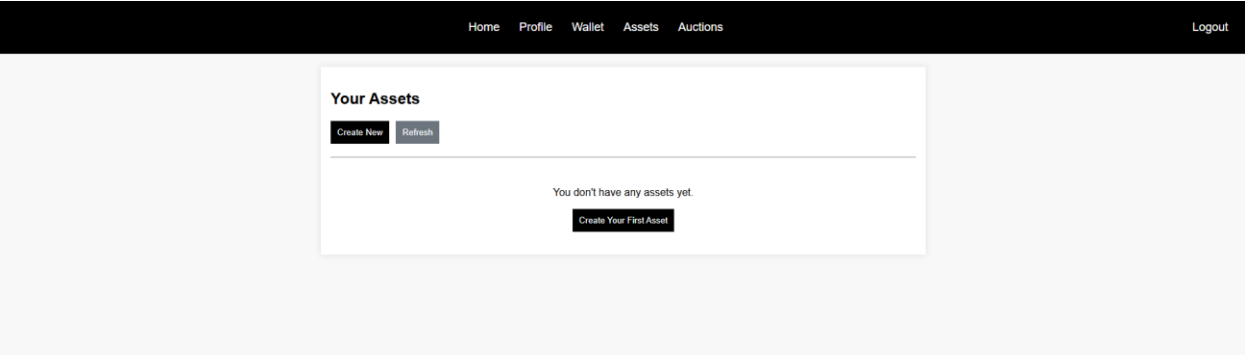 Home Profile Wallet Assets Auctions Logout
Your Assets
Create New Refresh
You don't have any assets yet.
Create Your First Asset